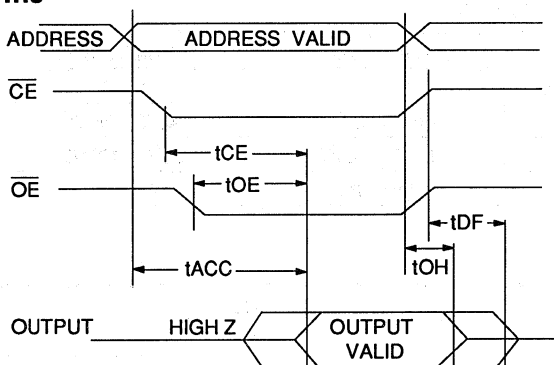 ADDRESS
ADDRESS VALID
CE
tCE
OE
tOE
tDF
tACC
tOH
OUTPUT
HIGH Z
OUTPUT
VALID